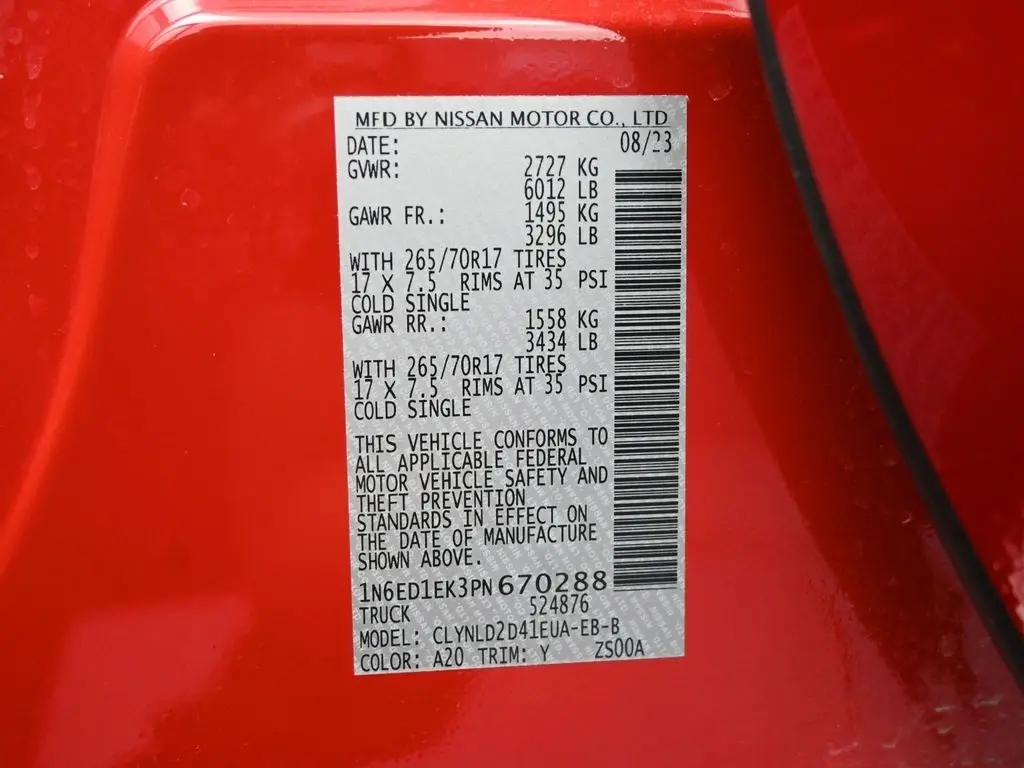 MFD BY NISSAN MOTOR CO., LTD
DATE: 08/23
GVWR: 2727 KG
6012 LB
GAWR FR.: 1495 KG
3296 LB
WITH 265/70R17 TIRES
17 X 7.5 RIMS AT 35 PSI
COLD SINGLE
GAWR RR.: 1558 KG
3434 LB
WITH 265/70R17 TIRES
17 X 7.5 RIMS AT 35 PSI
COLD SINGLE
THIS VEHICLE CONFORMS TO
ALL APPLICABLE FEDERAL
MOTOR VEHICLE SAFETY AND
THEFT PREVENTION
STANDARDS IN EFFECT ON
THE DATE OF MANUFACTURE
SHOWN ABOVE.
1N6ED1EK3PN670288
TRUCK 524876
MODEL: CLYNLD2D41EUA-EB-B
COLOR: A20 TRIM: Y ZS00A